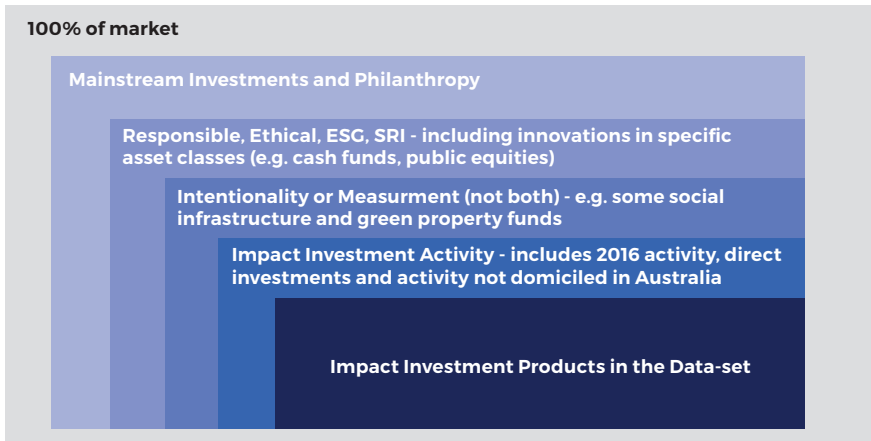 100% of market
Mainstream Investments and Philanthropy
Responsible, Ethical, ESG, SRI - including innovations in specific
asset classes (e.g. cash funds, public equities)
Intentionality or Measurment (not both) - e.g. some social
infrastructure and green property funds
Impact Investment Activity - includes 2016 activity, direct
investments and activity not domiciled in Australia
Impact Investment Products in the Data-set